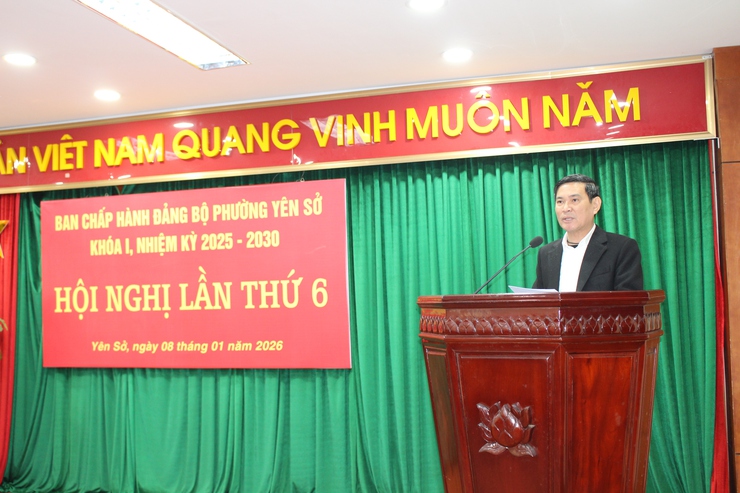 VIỆT NAM QUANG VINH MUÔN NĂM
BAN CHẤP HÀNH ĐẢNG BỘ PHƯỜNG YÊN SỞ
KHÓA I, NHIỆM KỲ 2025 - 2030
HỘI NGHỊ LẦN THỨ 6
Yên Sở, ngày 08 tháng 01 năm 2026